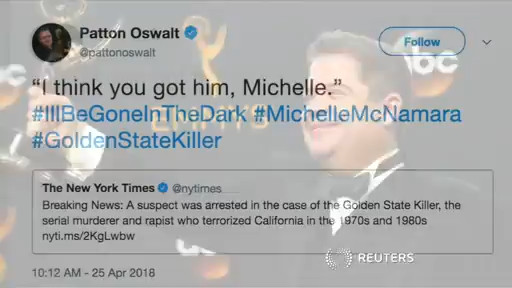 Patton Oswalt
@pattonoswalt
Follow
abc
“I think you got him, Michelle.”
#IllBeGoneInTheDark #MichelleMcNamara
#GoldenStateKiller
EMMYS
The New York Times @nytimes
Breaking News: A suspect was arrested in the case of the Golden State Killer, the
serial murderer and rapist who terrorized California in the 1970s and 1980s
nyti.ms/2KgLwbw
REUTERS
10:12 AM - 25 Apr 2018